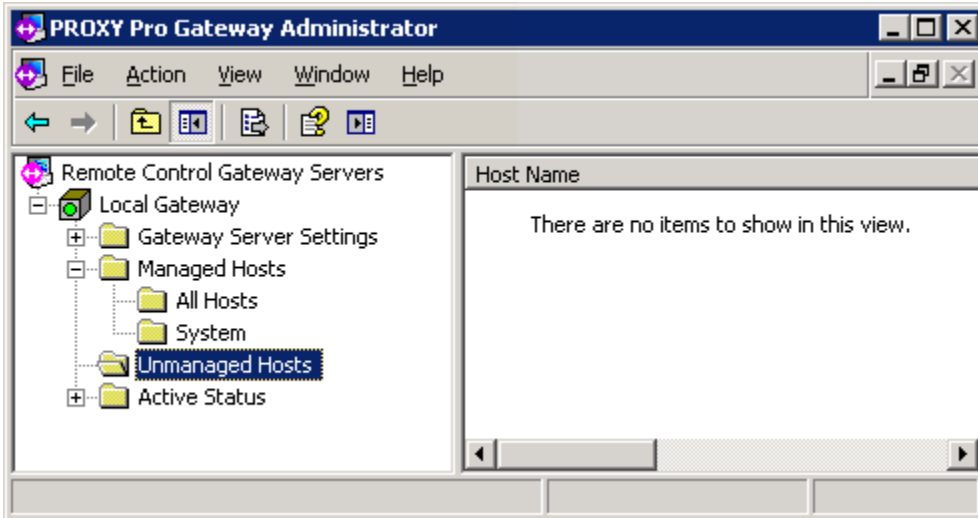 PROXY Pro Gateway Administrator
File Action View Window Help
Remote Control Gateway Servers
Local Gateway
Gateway Server Settings
Managed Hosts
All Hosts
System
Unmanaged Hosts
Active Status
Host Name
There are no items to show in this view.